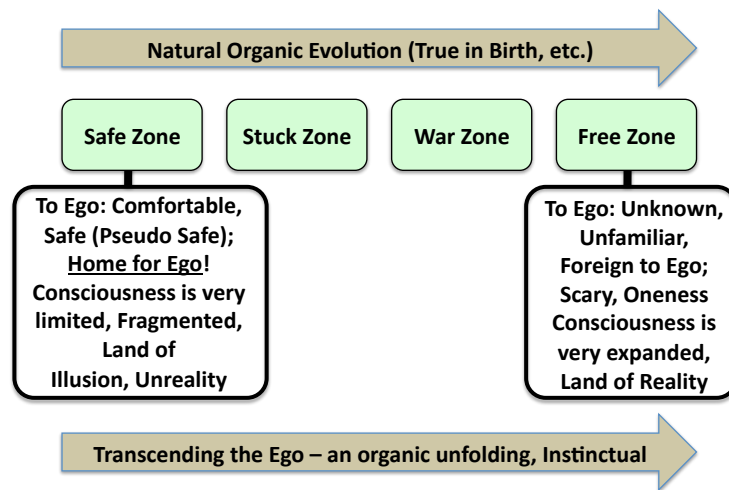 Natural Organic Evolution (True in Birth, etc.)
Safe Zone
Stuck Zone
War Zone
Free Zone
To Ego: Comfortable,
Safe (Pseudo Safe);
Home for Ego!
Consciousness is very
limited, Fragmented,
Land of
Illusion, Unreality
To Ego: Unknown,
Unfamiliar,
Foreign to Ego;
Scary, Oneness
Consciousness is
very expanded,
Land of Reality
Transcending the Ego – an organic unfolding, Instinctual